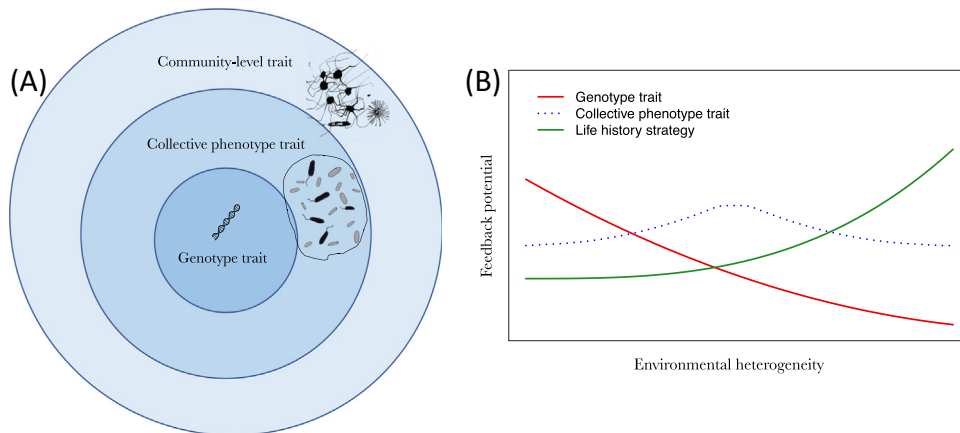 (A)
Community-level trait
Collective phenotype trait
Genotype trait
(B)
Genotype trait
Collective phenotype trait
Life history strategy
Feedback potential
Environmental heterogeneity